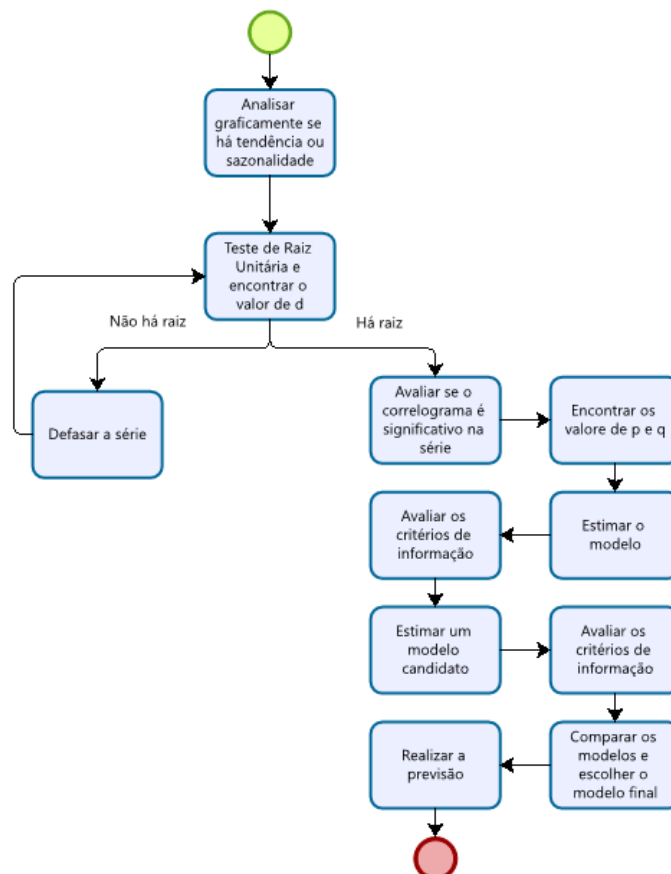 Analisar
graficamente se
há tendência ou
sazonalidade
Teste de Raiz
Unitária e
encontrar o
valor de d
Não há raiz
Há raiz
Defasar a série
Avaliar se o
correlograma é
significativo na
série
Encontrar os
valore de p e q
Estimar o
modelo
Avaliar os
critérios de
informação
Estimar um
modelo
candidato
Avaliar os
critérios de
informação
Comparar os
modelos e
escolher o
modelo final
Realizar a
previsão